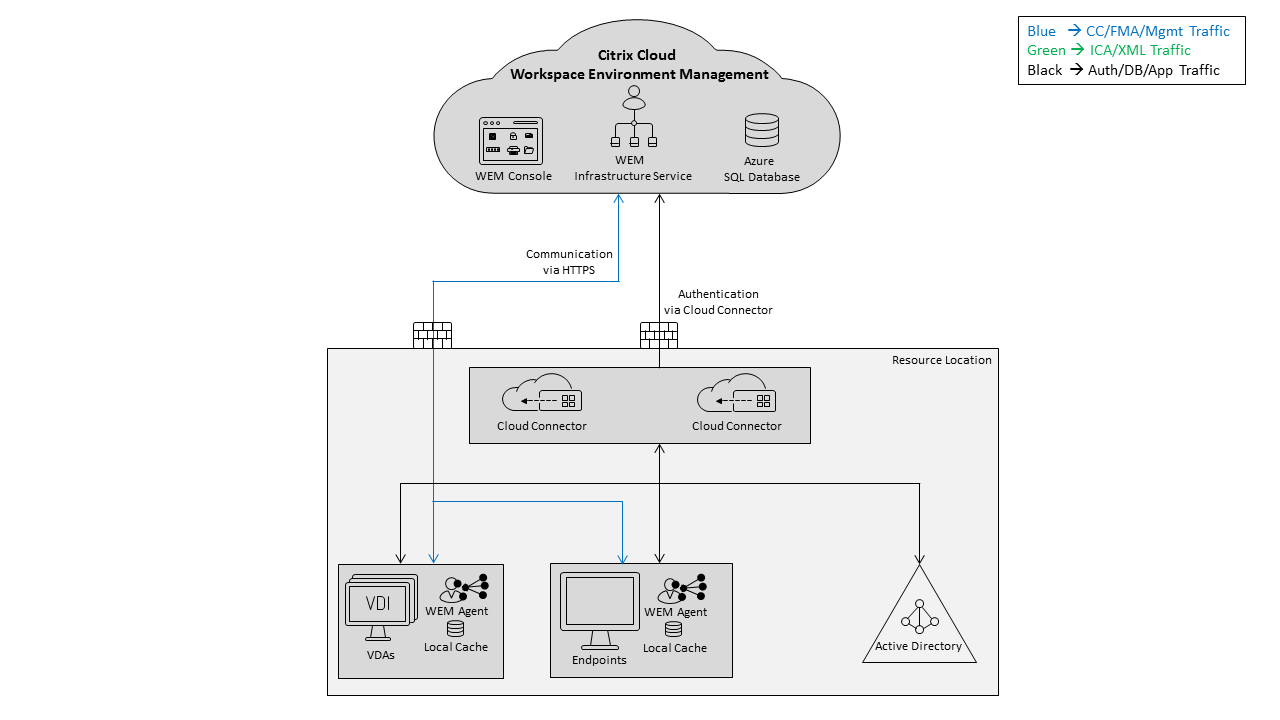 Blue → CC/FMA/Mgmt Traffic
Green → ICA/XML Traffic
Black → Auth/DB/App Traffic
Citrix Cloud
Workspace Environment Management
WEM Console
WEM
Infrastructure Service
Azure
SQL Database
Communication
via HTTPS
Authentication
via Cloud Connector
Resource Location
Cloud Connector
Cloud Connector
VDI
VDAs
WEM Agent
Local Cache
Endpoints
WEM Agent
Local Cache
Active Directory